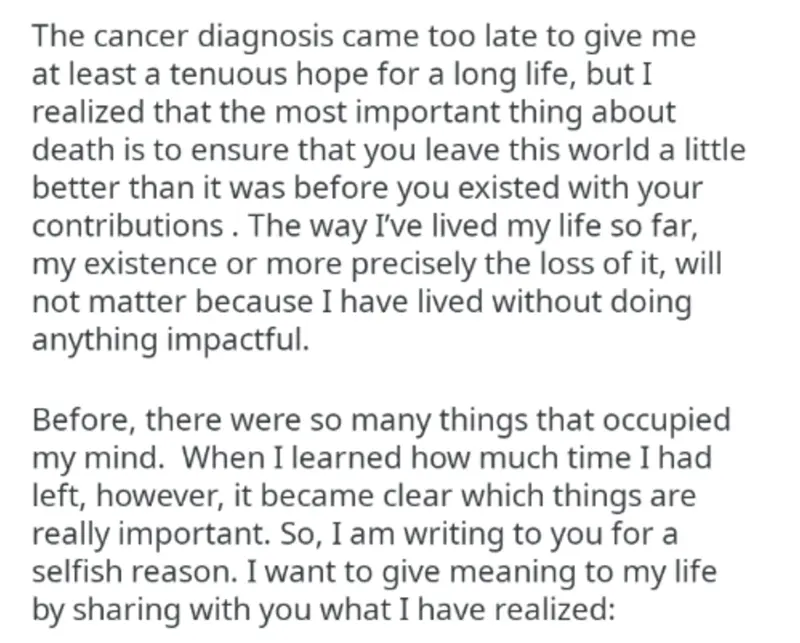 The cancer diagnosis came too late to give me
at least a tenuous hope for a long life, but I
realized that the most important thing about
death is to ensure that you leave this world a little
better than it was before you existed with your
contributions . The way I’ve lived my life so far,
my existence or more precisely the loss of it, will
not matter because I have lived without doing
anything impactful.

Before, there were so many things that occupied
my mind.  When I learned how much time I had
left, however, it became clear which things are
really important. So, I am writing to you for a
selfish reason. I want to give meaning to my life
by sharing with you what I have realized: